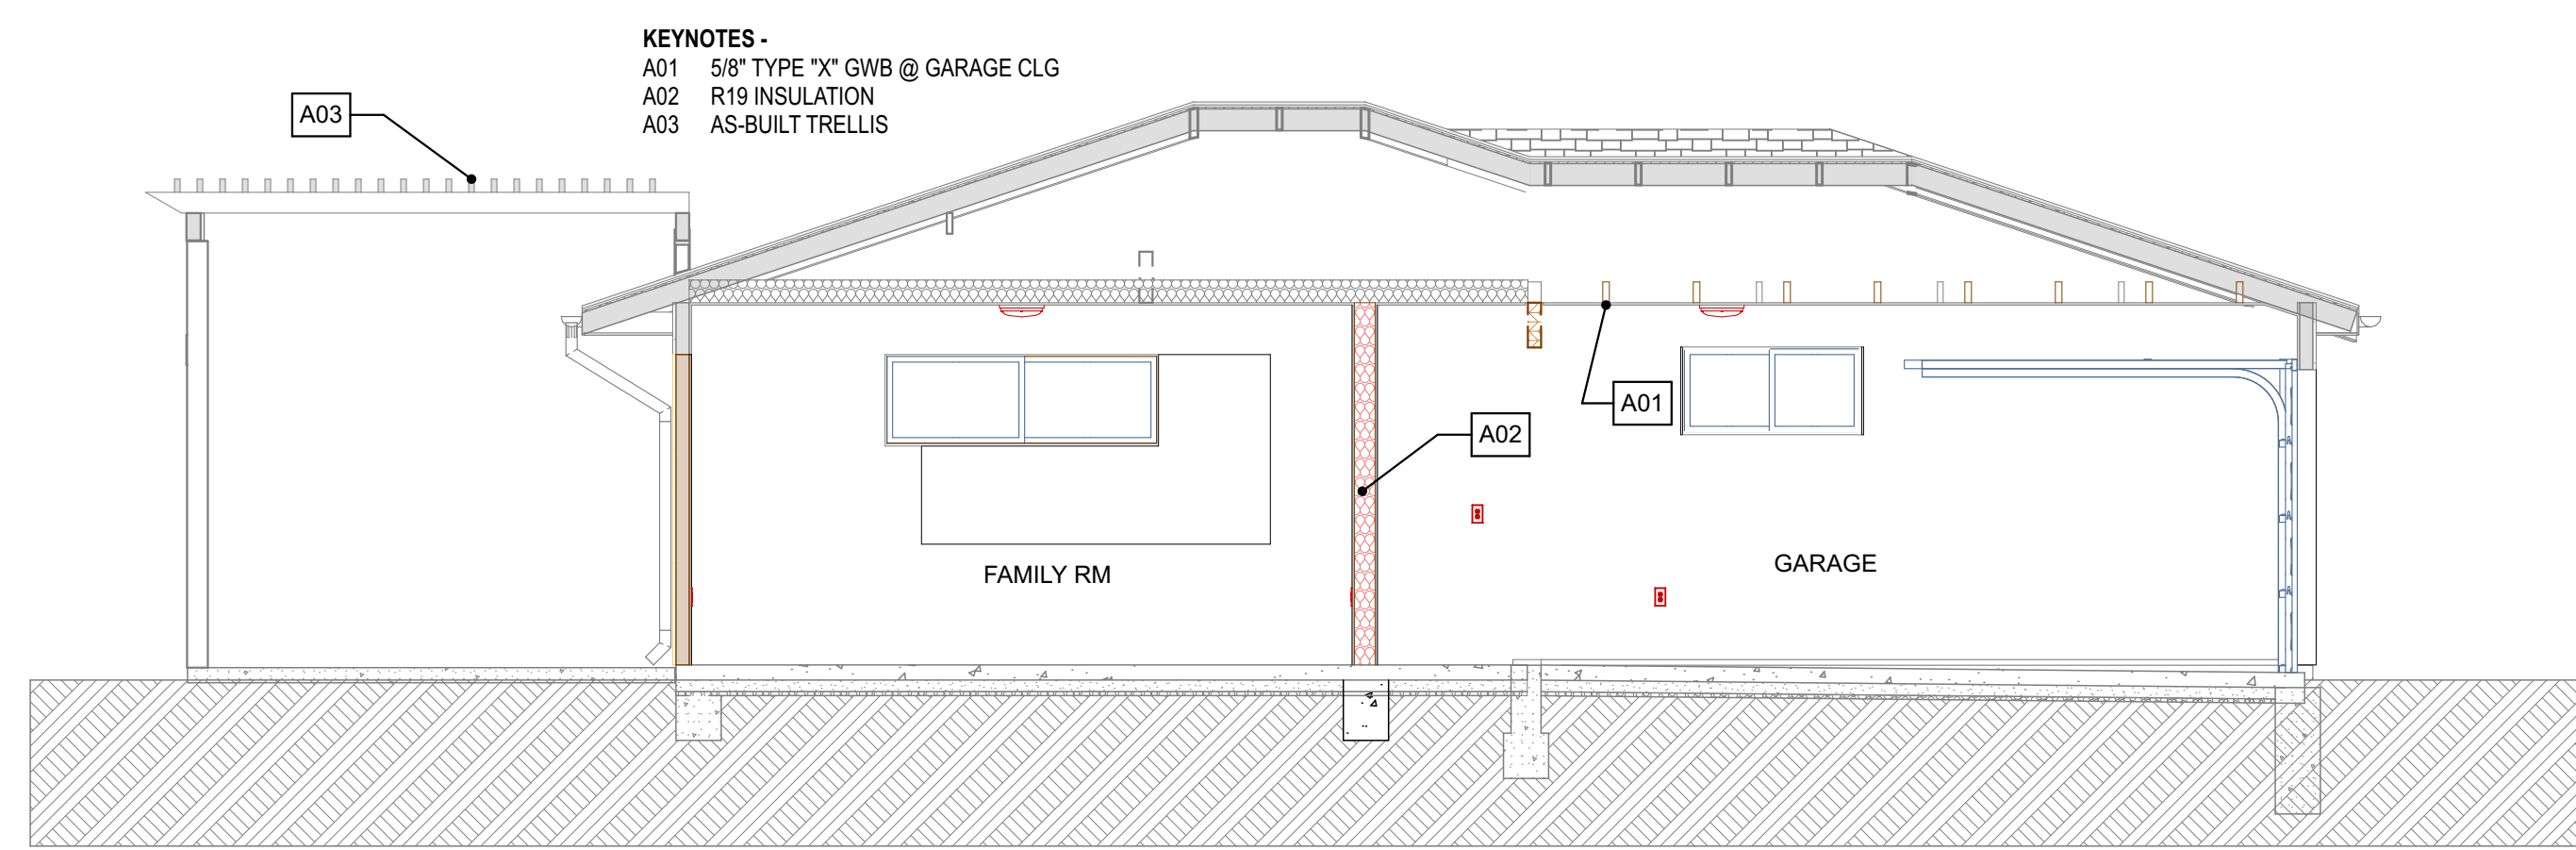 KEYNOTES -
A01 5/8" TYPE "X" GWB @ GARAGE CLG
A02 R19 INSULATION
A03 AS-BUILT TRELLIS
A03
A01
A02
FAMILY RM
GARAGE